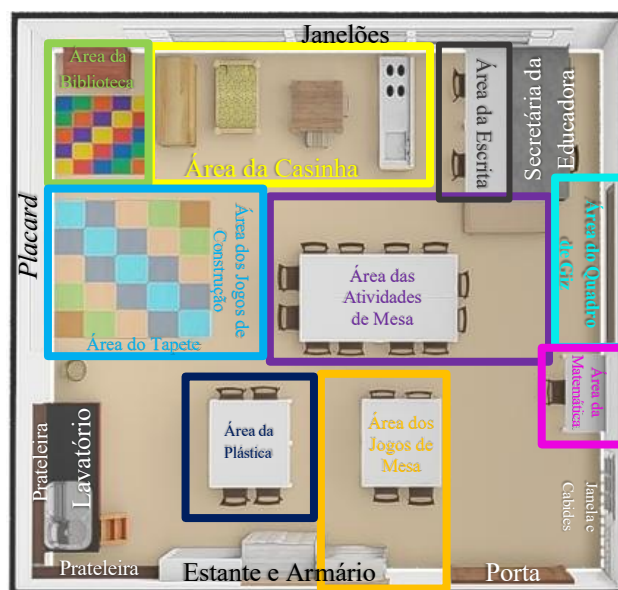 Janelões
Área da
Biblioteca
Área da Casinha
Área da Escrita
Secretária da
Educadora
Placard
Área dos Jogos de
Construção
Área do Tapete
Área das
Atividades
de Mesa
Área do Quadro
de Giz
Área da
Matemática
Área da
Plástica
Área dos
Jogos de
Mesa
Prateleira
Lavatório
Janela e
Cabides
Prateleira
Estante e Armário
Porta